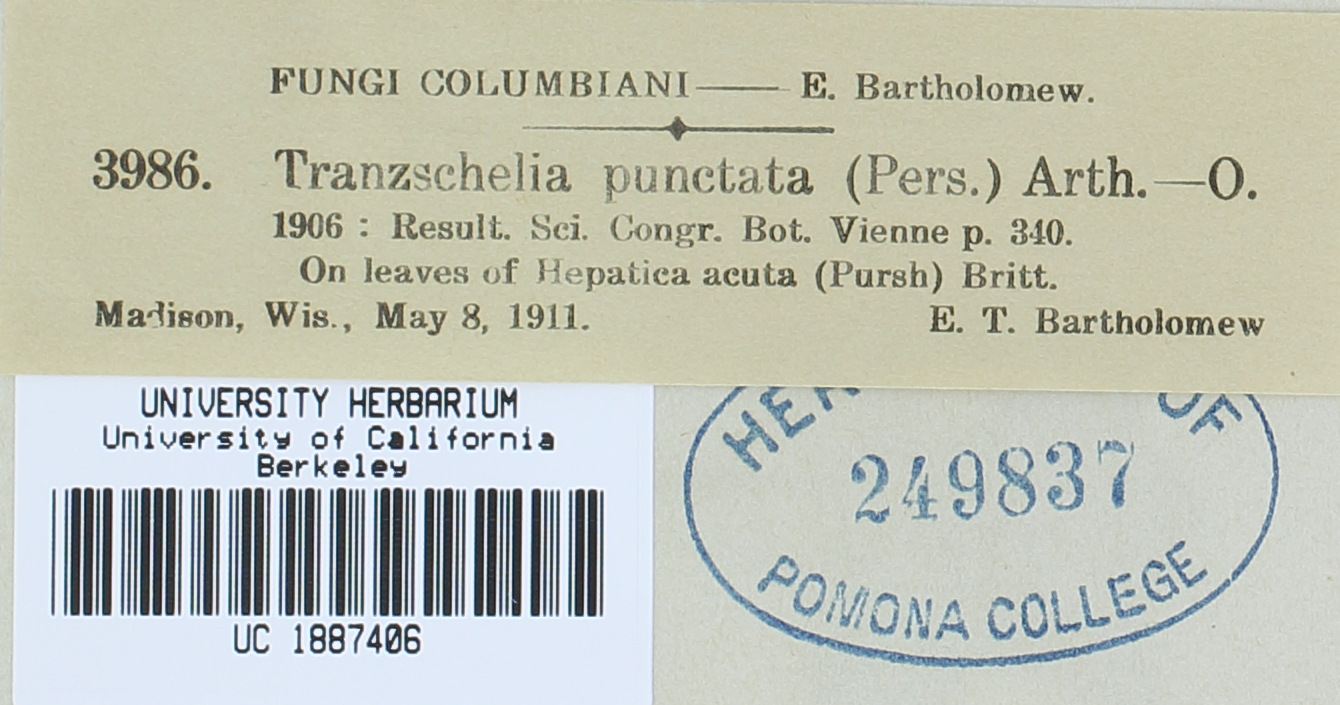 FUNGI COLUMBIANI—— E. Bartholomew.
3986. Tranzschelia punctata (Pers.) Arth.—O.
1906 : Result. Sci. Congr. Bot. Vienne p. 340.
On leaves of Hepatica acuta (Pursh) Britt.
Madison, Wis., May 8, 1911. E. T. Bartholomew
UNIVERSITY HERBARIUM
University of California
Berkeley
UC 1887406
OF
249837
POMONA COLLEGE